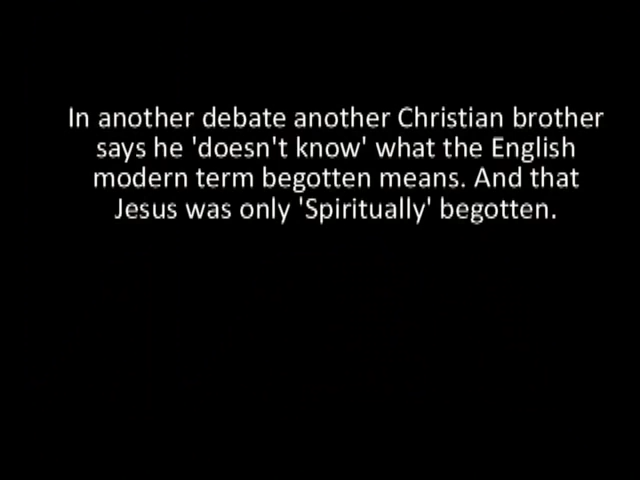 In another debate another Christian brother
says he 'doesn't know' what the English
modern term begotten means. And that
Jesus was only 'Spiritually' begotten.